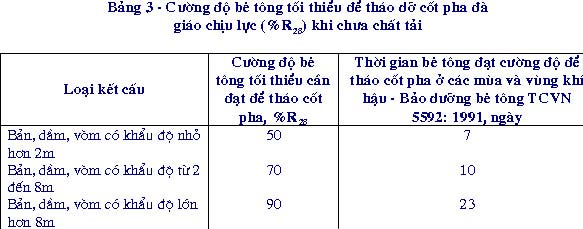 Bảng 3 - Cường độ bê tông tối thiểu để tháo dỡ cốt pha đà
giáo chịu lực (%R28) khi chưa chất tải
Loại kết cấu
Cường độ bê
tông tối thiểu cần
đạt để tháo cốt
pha, %R28
Thời gian bê tông đạt cường độ để
tháo cốt pha ở các mùa và vùng khí
hậu - Bảo dưỡng bê tông TCVN
5592: 1991, ngày
Bản, dầm, vòm có khẩu độ nhỏ
hơn 2m
50
7
Bản, dầm, vòm có khẩu độ từ 2
đến 8m
70
10
Bản, dầm, vòm có khẩu độ lớn
hơn 8m
90
23